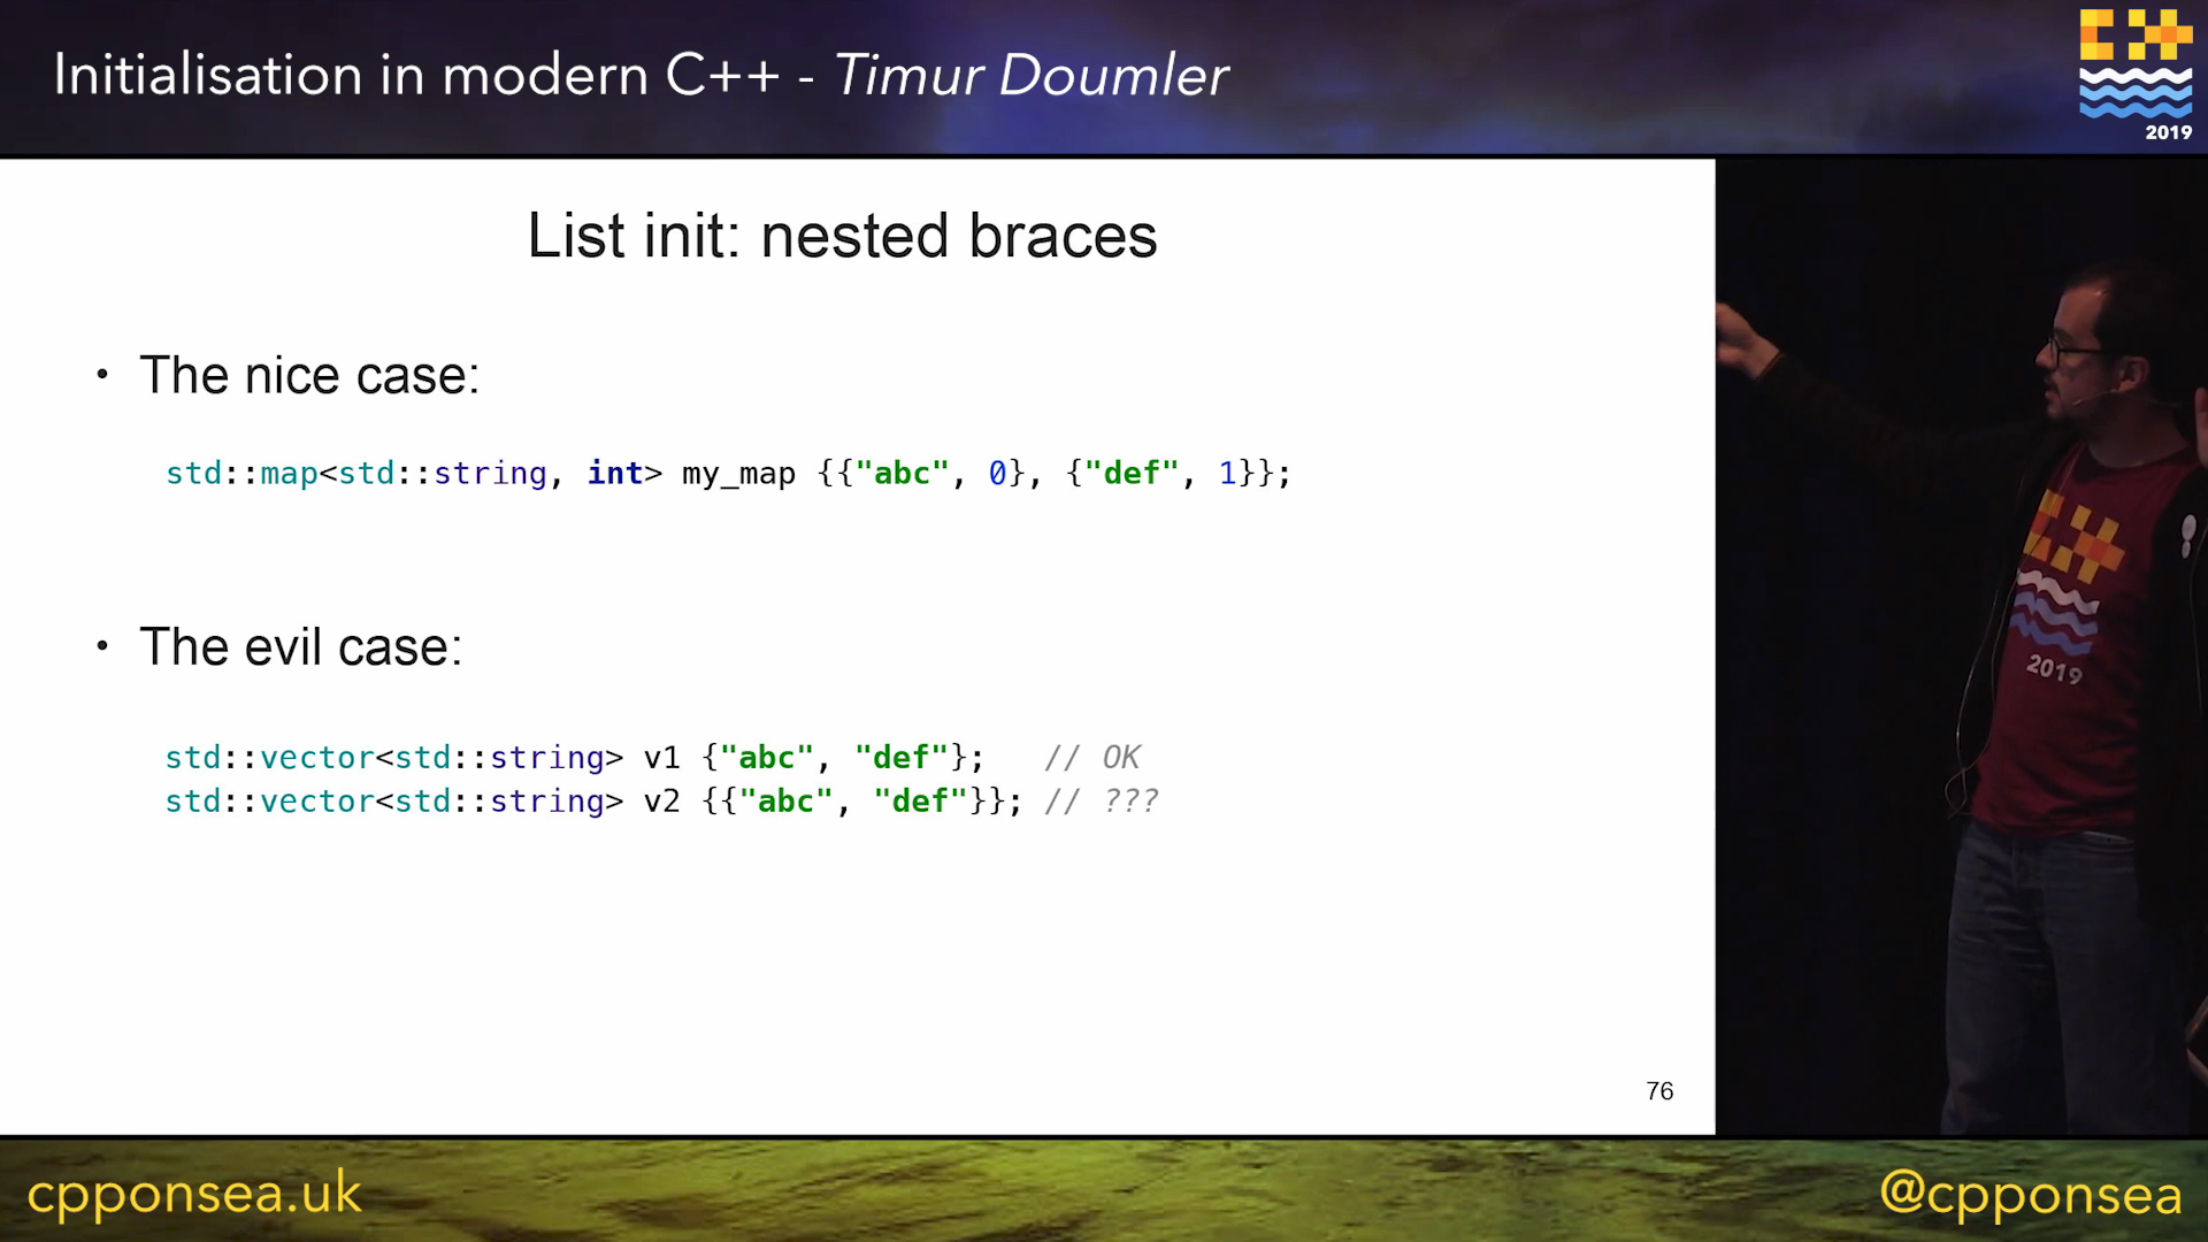 Initialisation in modern C++ - Timur Doumler
2019
List init: nested braces
• The nice case:
std::map<std::string, int> my_map {{"abc", 0}, {"def", 1}};
• The evil case:
std::vector<std::string> v1 {"abc", "def"};   // OK
std::vector<std::string> v2 {{"abc", "def"}}; // ???
2019
76
cpponsea.uk
@cpponsea